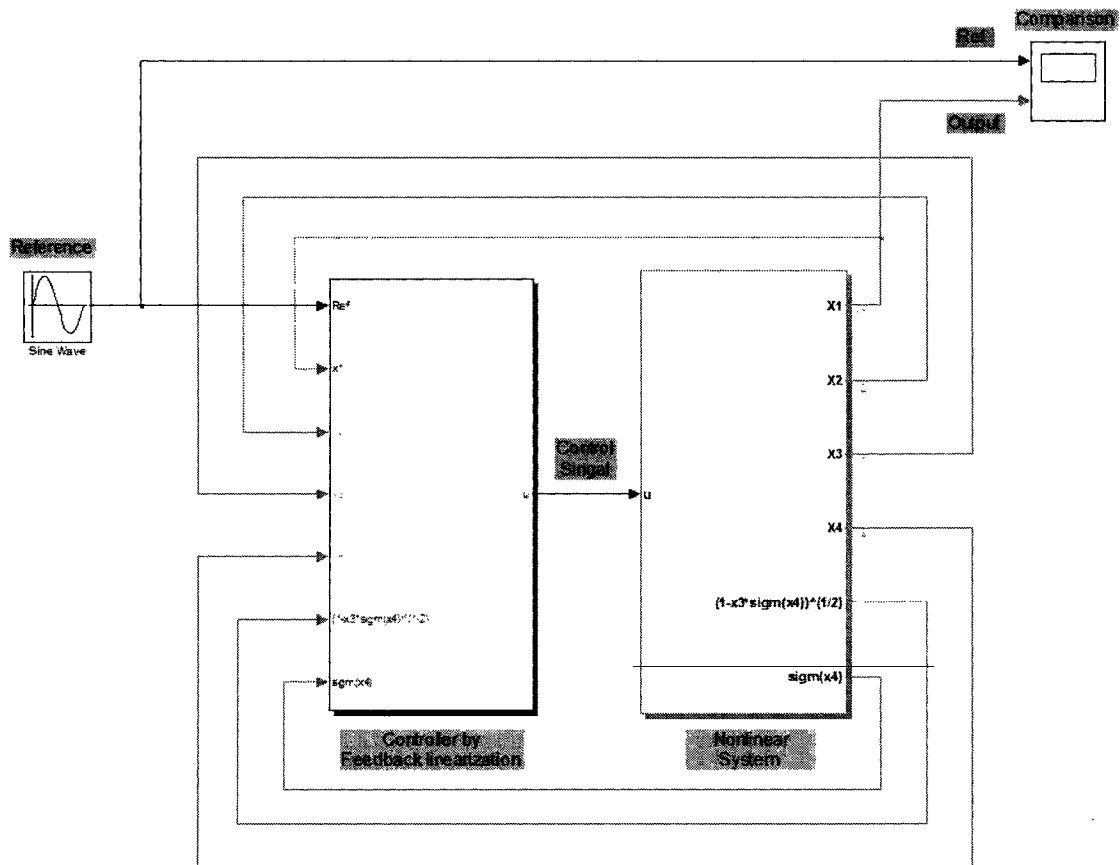 Comparison
Ref.
Output
Reference
Sine Wave
Ref
X1
X2
X3
X4
Control
Singal
u
u
(1-x3*sigm(x4))^(1/2)
(1-x3*sigm(x4)^(1/2)
sigm(x4)
sigm(x4)
Controller by
Feedback linearization
Nonlinear
System